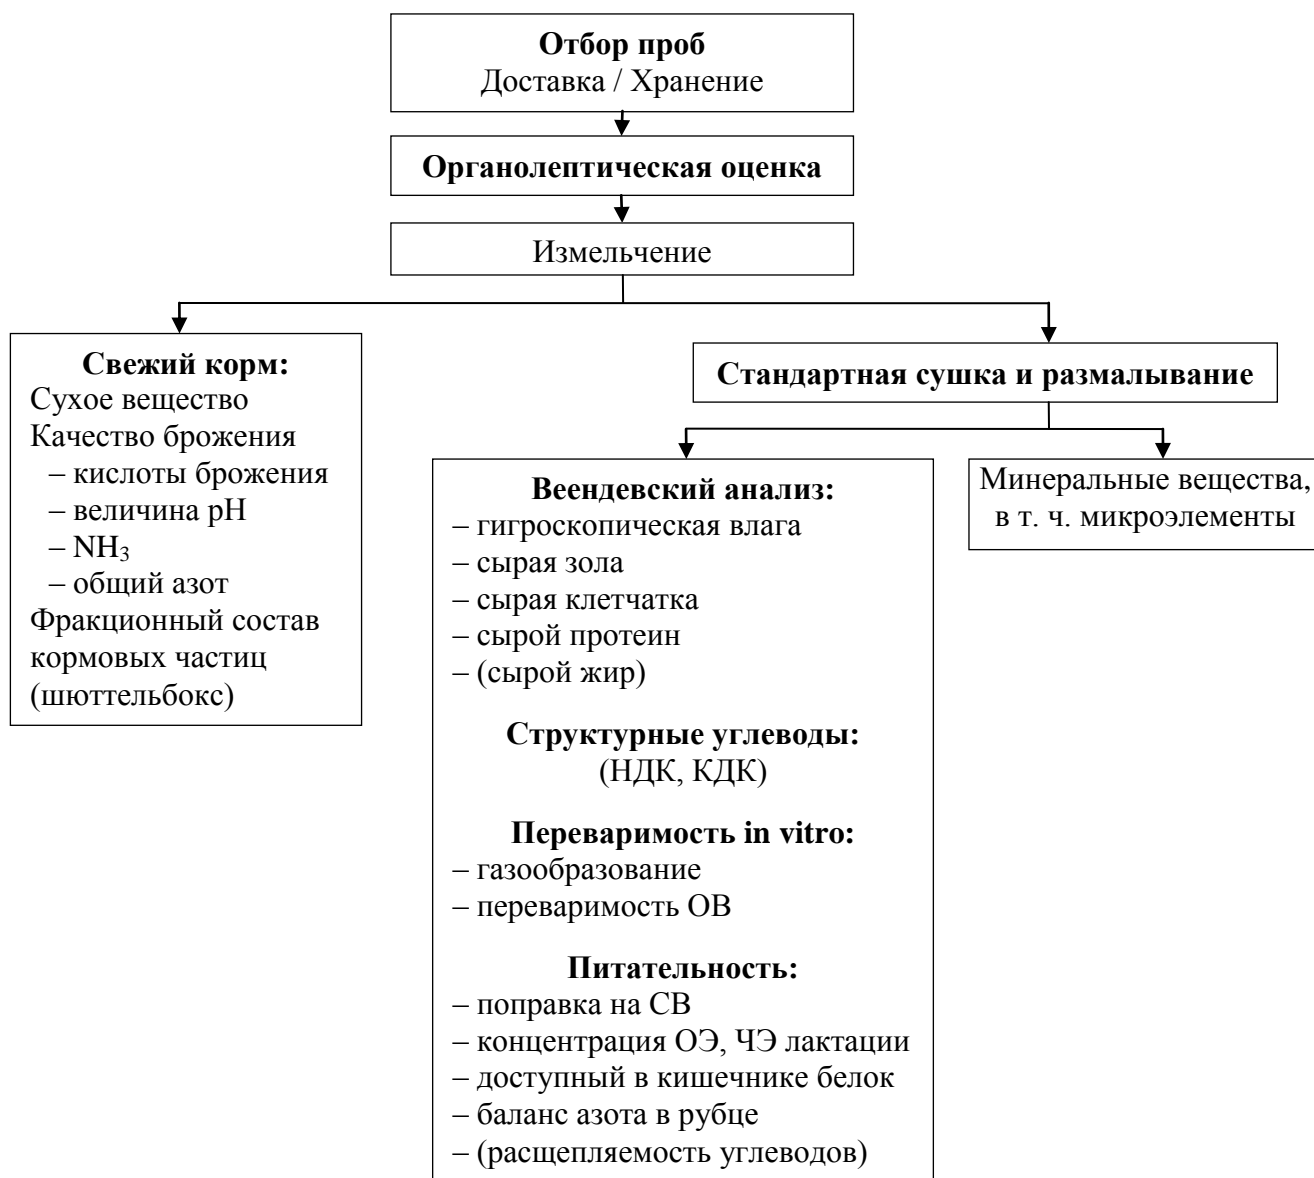 Отбор проб
Доставка / Хранение
Органолептическая оценка
Измельчение
Свежий корм:
Сухое вещество
Качество брожения
– кислоты брожения
– величина pH
– NH₃
– общий азот
Фракционный состав
кормовых частиц
(шюттельбокс)
Стандартная сушка и размалывание
Веендевский анализ:
– гигроскопическая влага
– сырая зола
– сырая клетчатка
– сырой протеин
– (сырой жир)
Структурные углеводы:
(НДК, КДК)
Переваримость in vitro:
– газообразование
– переваримость ОВ
Питательность:
– поправка на СВ
– концентрация ОЭ, ЧЭ лактации
– доступный в кишечнике белок
– баланс азота в рубце
– (расщепляемость углеводов)
Минеральные вещества,
в т. ч. микроэлементы